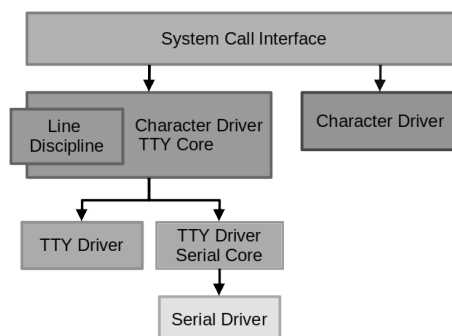 System Call Interface
Line
Discipline
Character Driver
TTY Core
Character Driver
TTY Driver
TTY Driver
Serial Core
Serial Driver